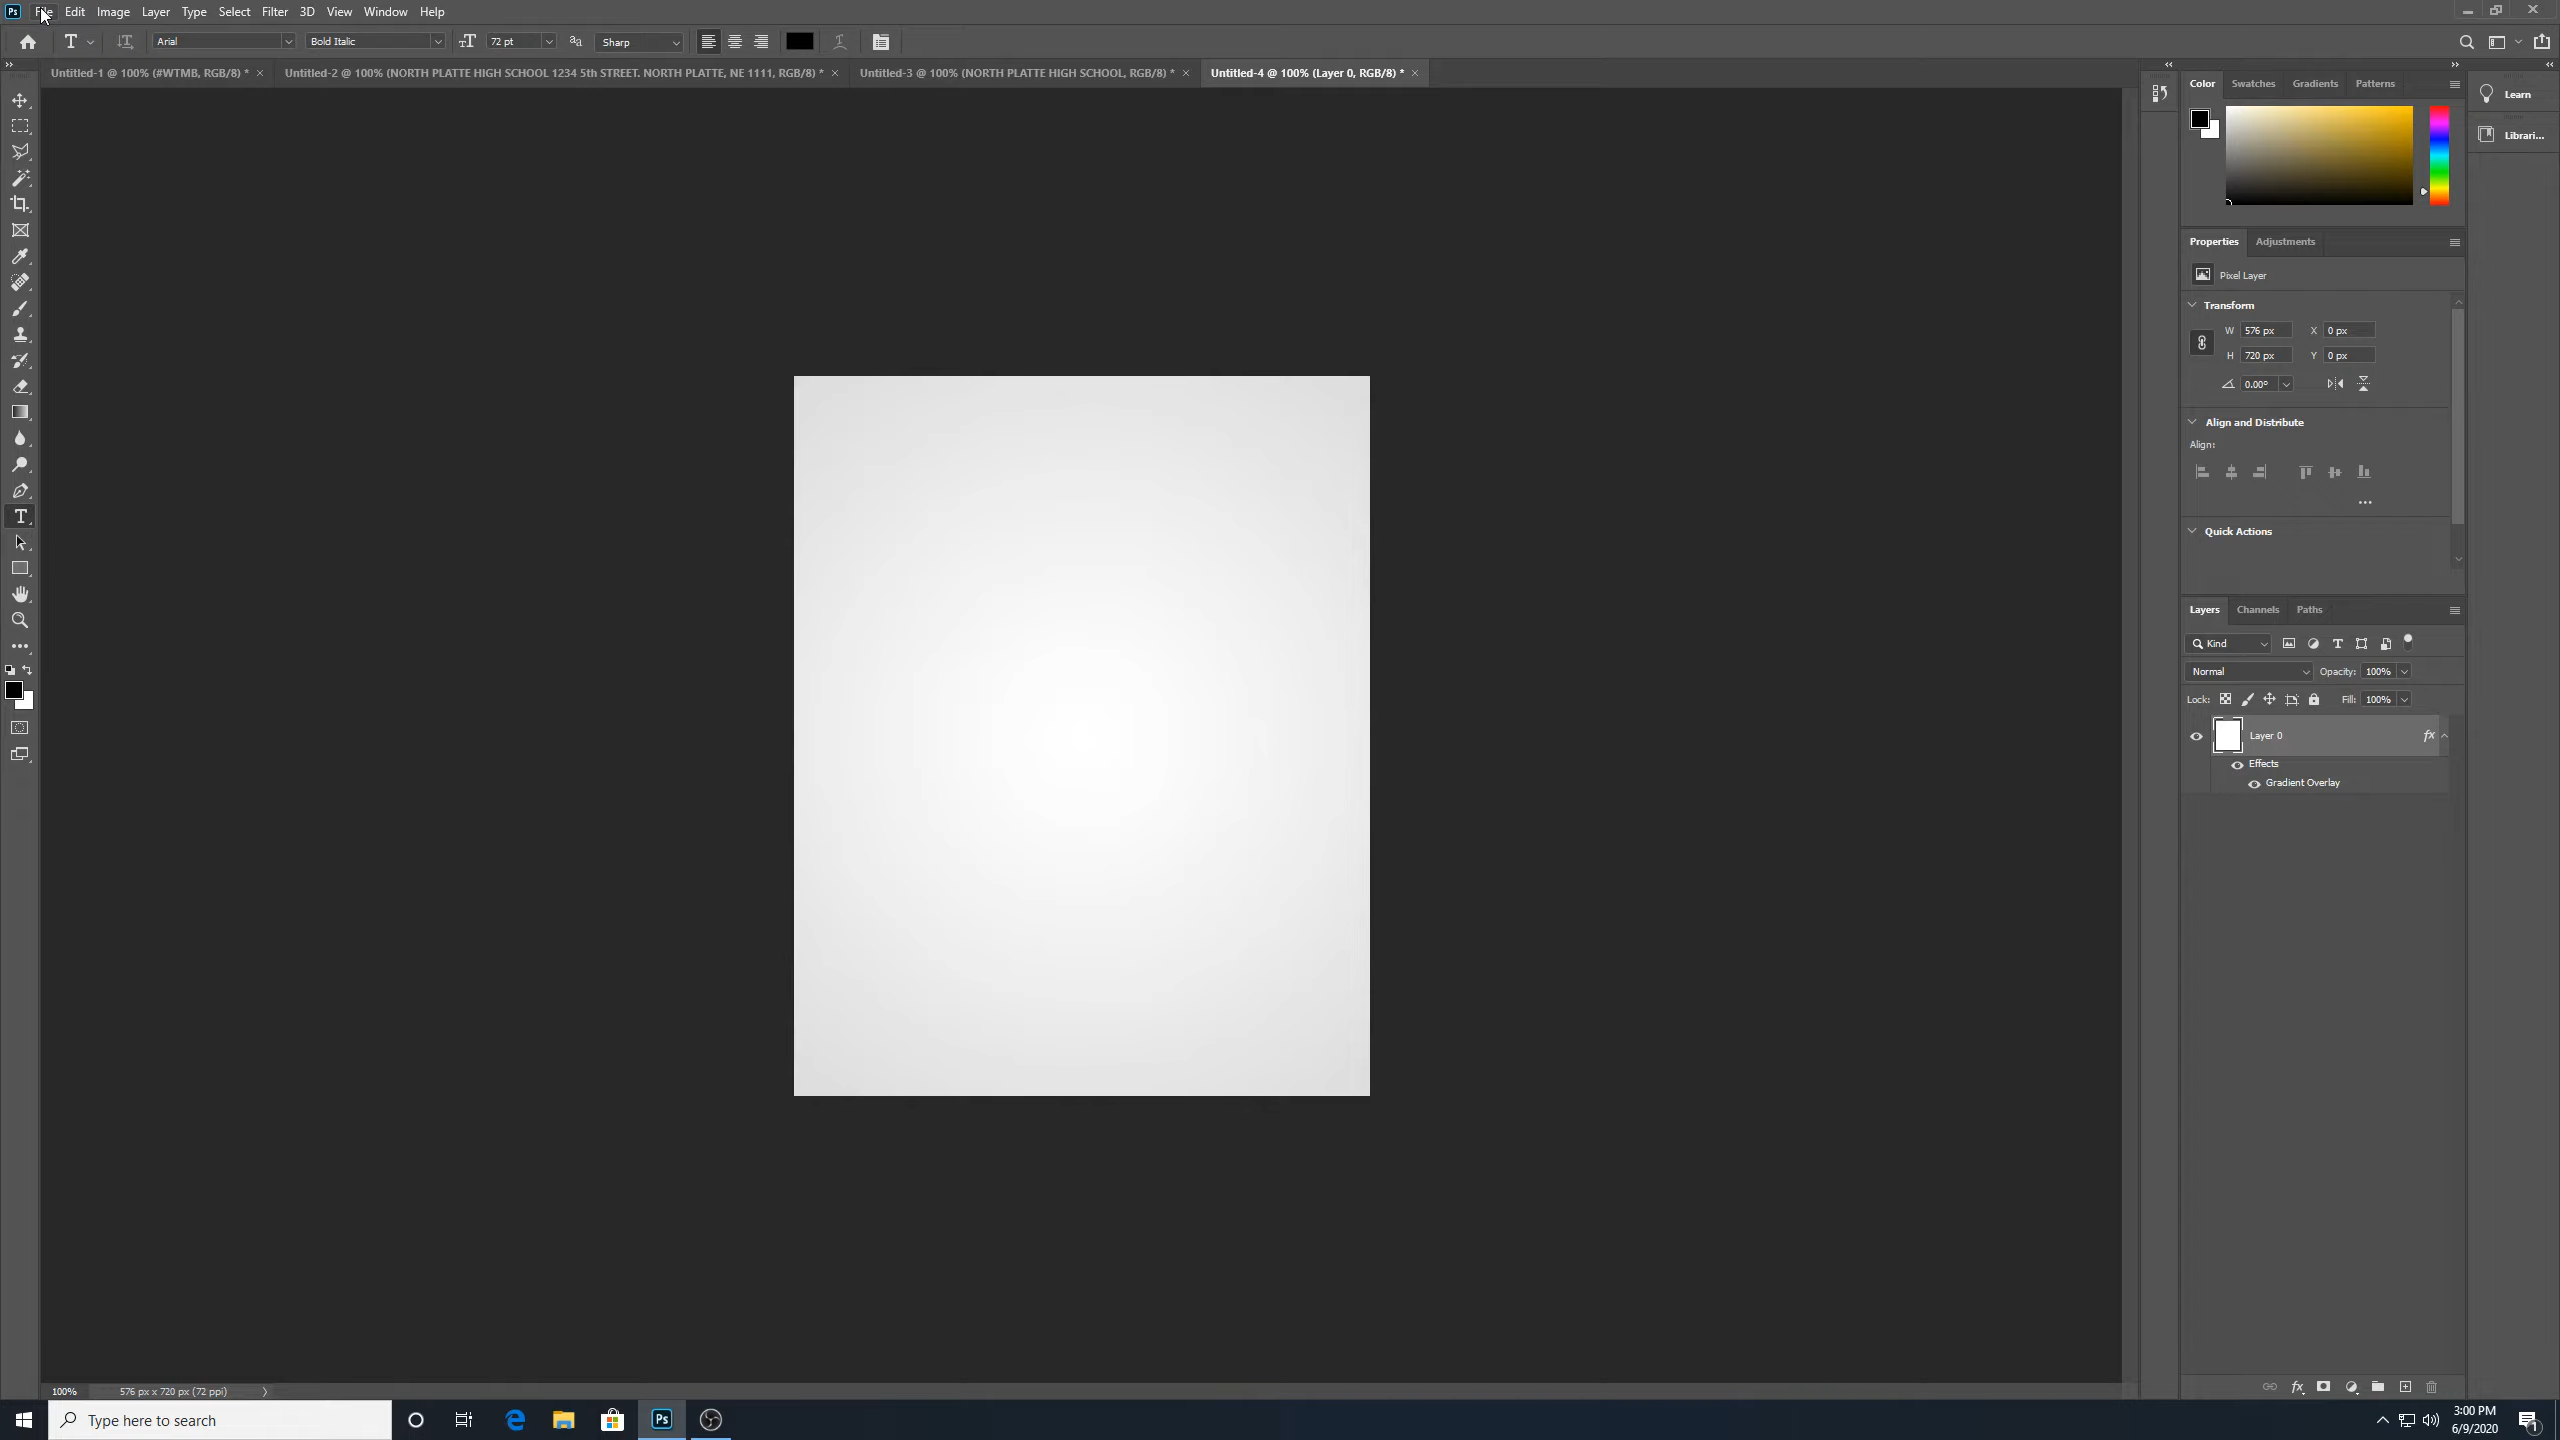 Ps File Edit Image Layer Type Select Filter 3D View Window Help
T Arial Bold Italic 72 pt Sharp
Untitled-1 @ 100% (#WTMB, RGB/8) * Untitled-2 @ 100% (NORTH PLATTE HIGH SCHOOL 1234 5th STREET. NORTH PLATTE, NE 1111, RGB/8) * Untitled-3 @ 100% (NORTH PLATTE HIGH SCHOOL, RGB/8) * Untitled-4 @ 100% (Layer 0, RGB/8) *
Color Swatches Gradients Patterns
Learn
Librari...
Properties Adjustments
Pixel Layer
Transform
W 576 px X 0 px
H 720 px Y 0 px
0.00°
Align and Distribute
Align:
Quick Actions
Layers Channels Paths
Kind
Normal Opacity: 100%
Lock: Fill: 100%
Layer 0 fx
Effects
Gradient Overlay
100% 576 px x 720 px (72 ppi)
fx
Type here to search
Ps
3:00 PM
6/9/2020
1